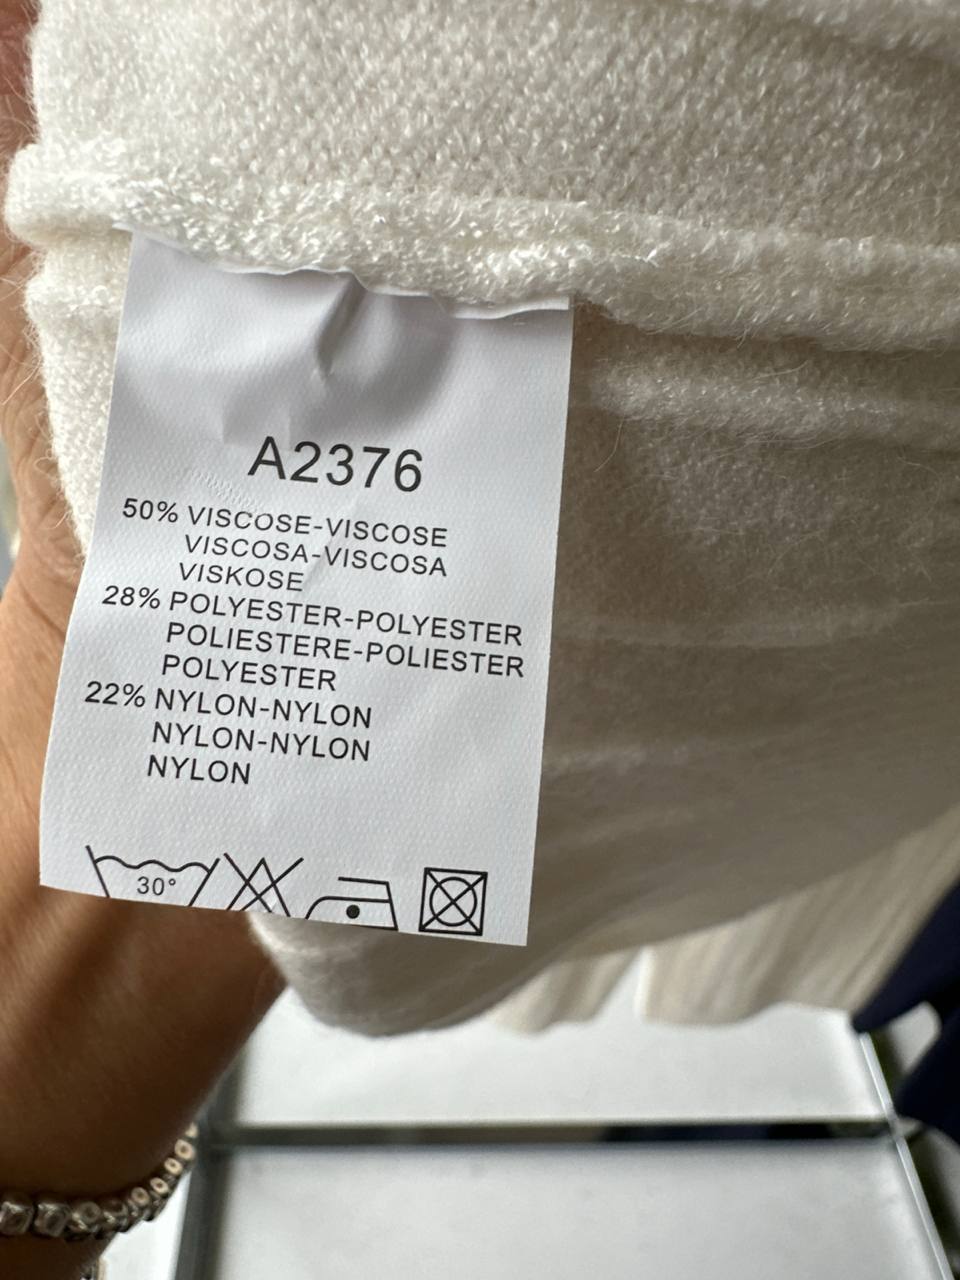 A2376
50% VISCOSE-VISCOSE
VISCOSA-VISCOSA
VISKOSE
28% POLYESTER-POLYESTER
POLIESTERE-POLIESTER
POLYESTER
22% NYLON-NYLON
NYLON-NYLON
NYLON
30°